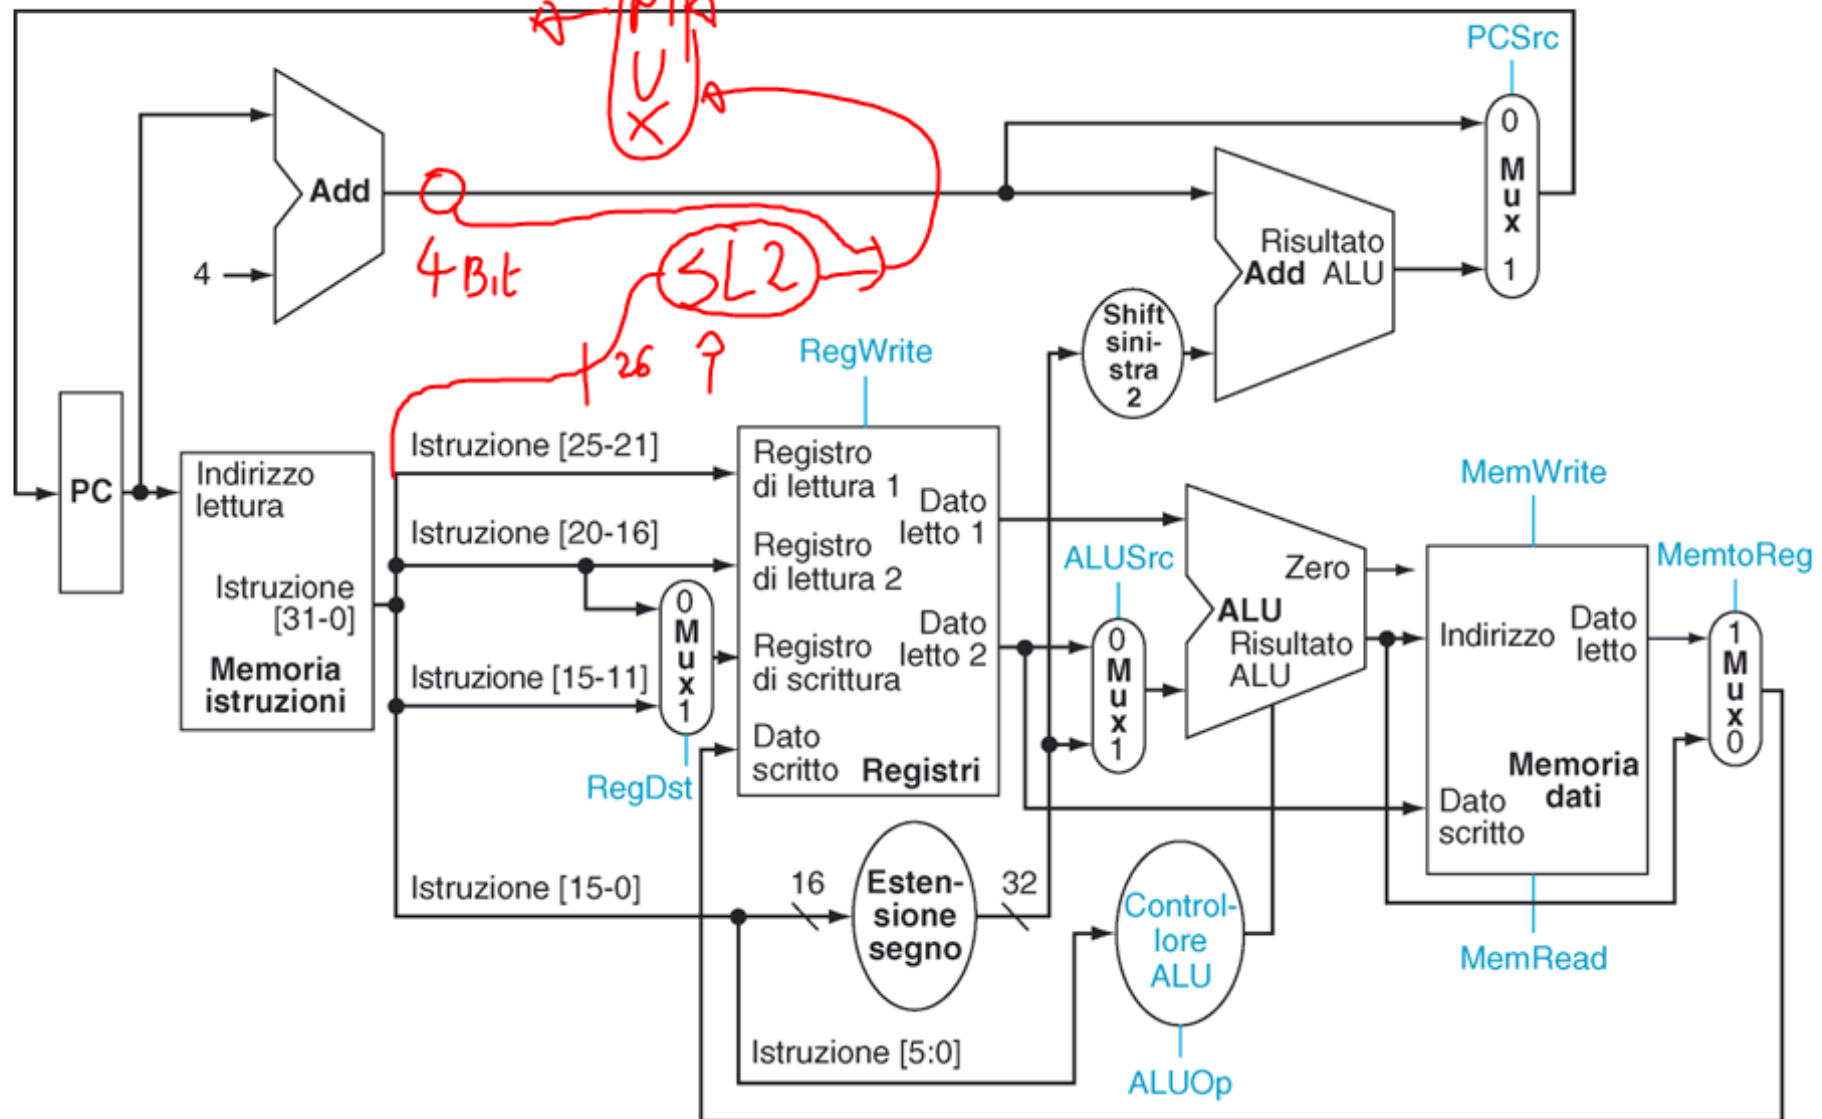 M
U
X
PCSrc
0
M
u
x
1
Add
4
4 Bit
SL2
26
Risultato
Add ALU
Shift
sini-
stra
2
RegWrite
PC
Indirizzo
lettura
Istruzione
[31-0]
Memoria
istruzioni
Istruzione [25-21]
Istruzione [20-16]
Istruzione [15-11]
0
M
u
x
1
RegDst
Registro
di lettura 1
Dato
letto 1
Registro
di lettura 2
Dato
letto 2
Registro
di scrittura
Dato
scritto
Registri
ALUSrc
0
M
u
x
1
Zero
ALU
Risultato
ALU
MemWrite
Indirizzo
Dato
letto
Memoria
dati
Dato
scritto
MemRead
MemtoReg
1
M
u
x
0
Istruzione [15-0]
16
Esten-
sione
segno
32
Control-
lore
ALU
Istruzione [5:0]
ALUOp